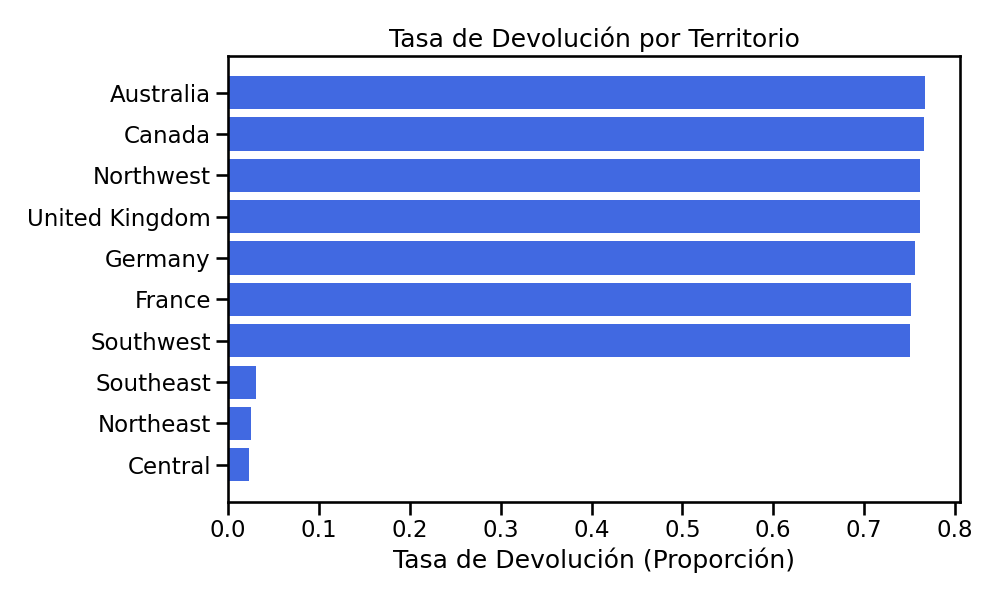 Tasa de Devolución por Territorio
Australia
Canada
Northwest
United Kingdom
Germany
France
Southwest
Southeast
Northeast
Central
0.0 0.1 0.2 0.3 0.4 0.5 0.6 0.7 0.8
Tasa de Devolución (Proporción)